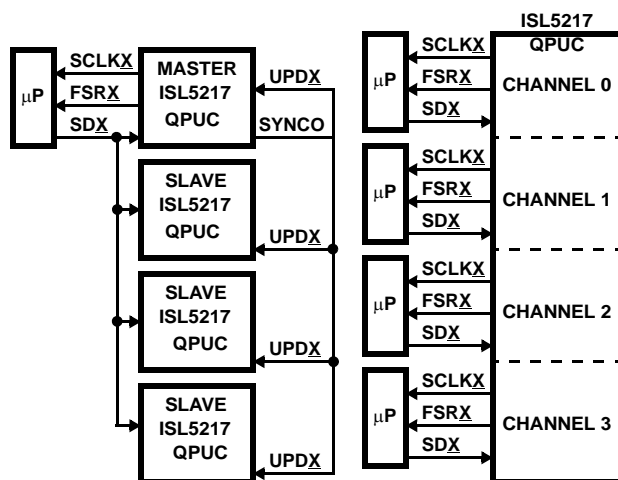 SCLKX
μP
FSRX
SDX
MASTER
ISL5217
QPUC
UPDX
SYNCO
SLAVE
ISL5217
QPUC
UPDX
SLAVE
ISL5217
QPUC
UPDX
SLAVE
ISL5217
QPUC
UPDX
ISL5217
QPUC
μP
SCLKX
FSRX
SDX
CHANNEL 0
μP
SCLKX
FSRX
SDX
CHANNEL 1
μP
SCLKX
FSRX
SDX
CHANNEL 2
μP
SCLKX
FSRX
SDX
CHANNEL 3